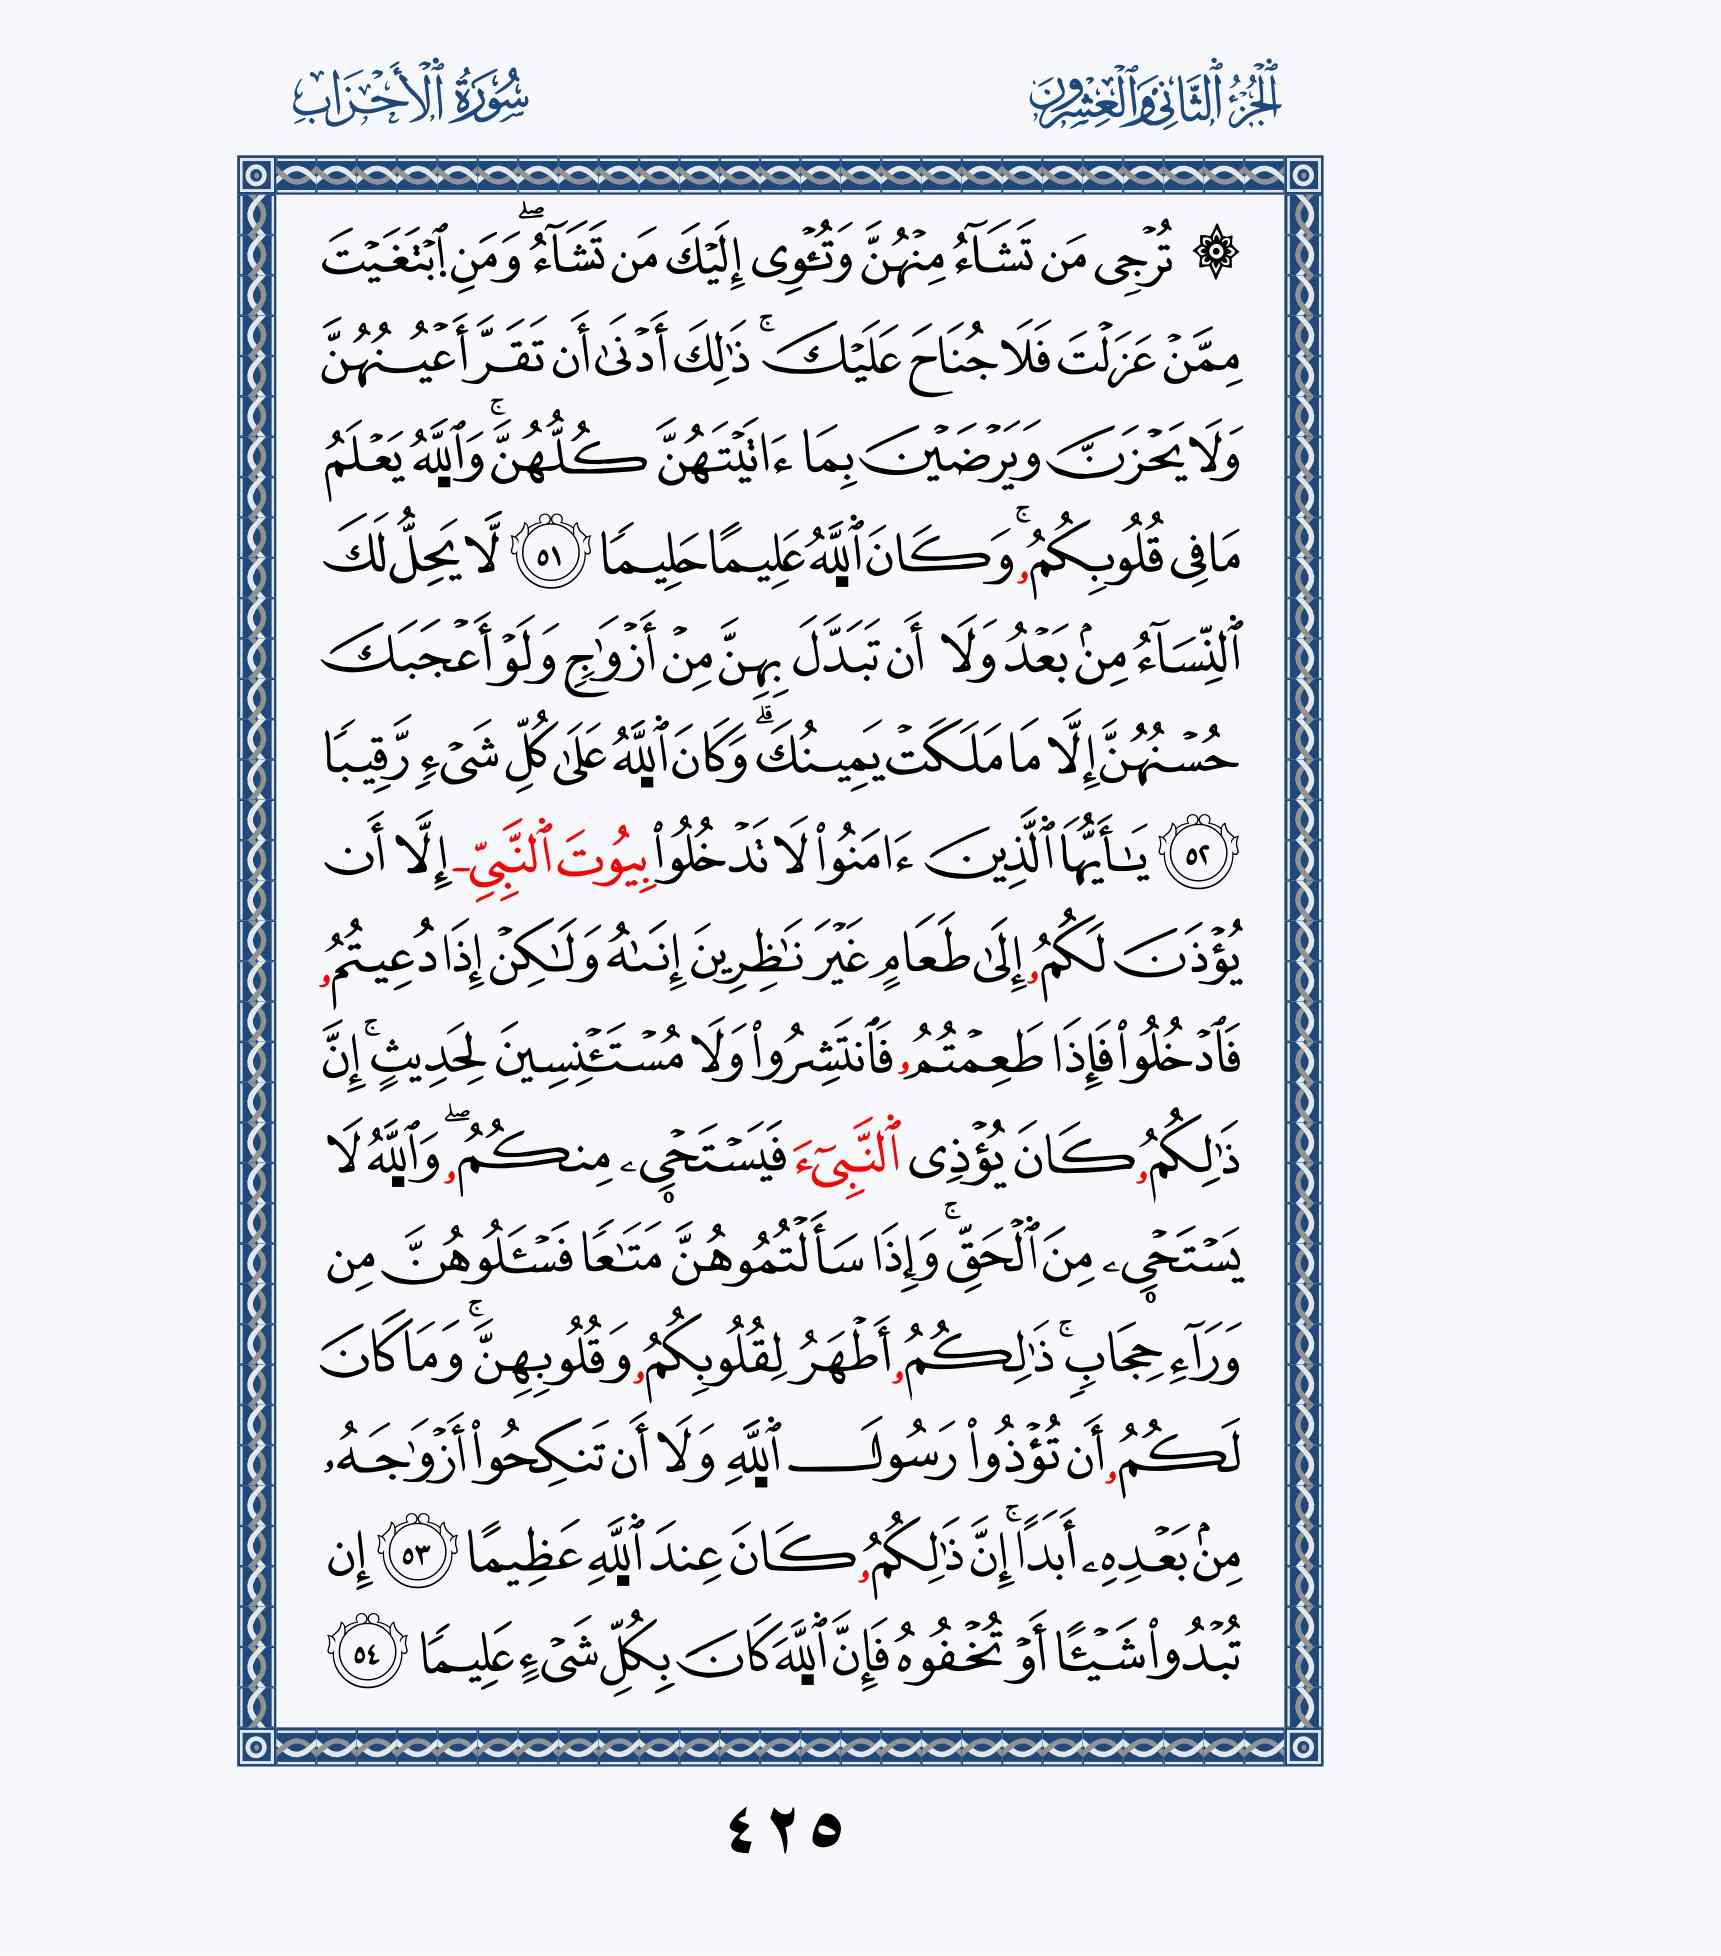 ٱلۡجُزۡءُ ٱلثَّانِي وَٱلۡعِشۡرُونَ
سُورَةُ ٱلۡأَحۡزَابِ
۞ تُرۡجِى مَن تَشَآءُ مِنۡهُنَّ وَتُـۡٔوِى إِلَيۡكَ مَن تَشَآءُۖ وَمَنِ ٱبۡتَغَيۡتَ
مِمَّنۡ عَزَلۡتَ فَلَا جُنَاحَ عَلَيۡكَۚ ذَٰلِكَ أَدۡنَىٰ أَن تَقَرَّ أَعۡيُنُهُنَّ
وَلَا يَحۡزَنَّ وَيَرۡضَيۡنَ بِمَا ءَاتَيۡتَهُنَّ كُلُّهُنَّۚ وَٱللَّهُ يَعۡلَمُ
مَا فِى قُلُوبِكُمُۥۚ وَكَانَ ٱللَّهُ عَلِيمًا حَلِيمًا ٥١ لَّا يَحِلُّ لَكَ
ٱلنِّسَآءُ مِنۢ بَعۡدُ وَلَا أَن تَبَدَّلَ بِهِنَّ مِنۡ أَزۡوَٰجٍ وَلَوۡ أَعۡجَبَكَ
حُسۡنُهُنَّ إِلَّا مَا مَلَكَتۡ يَمِينُكَۗ وَكَانَ ٱللَّهُ عَلَىٰ كُلِّ شَىۡءٍ رَّقِيبًا
٥٢ يَـٰأَيُّهَا ٱلَّذِينَ ءَامَنُواْ لَا تَدۡخُلُواْ بِيُوتَ ٱلنَّبِىِّـ إِلَّا أَن
يُؤۡذَنَ لَكُمُۥ إِلَىٰ طَعَامٍ غَيۡرَ نَـٰظِرِينَ إِنَىٰهُ وَلَـٰكِنۡ إِذَا دُعِيتُمُۥ
فَٱدۡخُلُواْ فَإِذَا طَعِمۡتُمُۥ فَٱنتَشِرُواْ وَلَا مُسۡتَـٔۡنِسِينَ لِحَدِيثٍۚ إِنَّ
ذَٰلِكُمُۥ كَانَ يُؤۡذِى ٱلنَّبِىٓءَ فَيَسۡتَحۡىِۦ مِنكُمُۥۖ وَٱللَّهُ لَا
يَسۡتَحۡىِۦ مِنَ ٱلۡحَقِّۚ وَإِذَا سَأَلۡتُمُوهُنَّ مَتَـٰعًا فَسۡـَٔلُوهُنَّ مِن
وَرَآءِ حِجَابٍۚ ذَٰلِكُمُۥ أَطۡهَرُ لِقُلُوبِكُمُۥ وَقُلُوبِهِنَّۚ وَمَا كَانَ
لَكُمُۥ أَن تُؤۡذُواْ رَسُولَ ٱللَّهِ وَلَا أَن تَنكِحُواْ أَزۡوَٰجَهُۥ
مِنۢ بَعۡدِهِۦ أَبَدًاۚ إِنَّ ذَٰلِكُمُۥ كَانَ عِندَ ٱللَّهِ عَظِيمًا ٥٣ إِن
تُبۡدُواْ شَيۡـًٔا أَوۡ تُخۡفُوهُ فَإِنَّ ٱللَّهَ كَانَ بِكُلِّ شَىۡءٍ عَلِيمًا ٥٤
٤٢٥